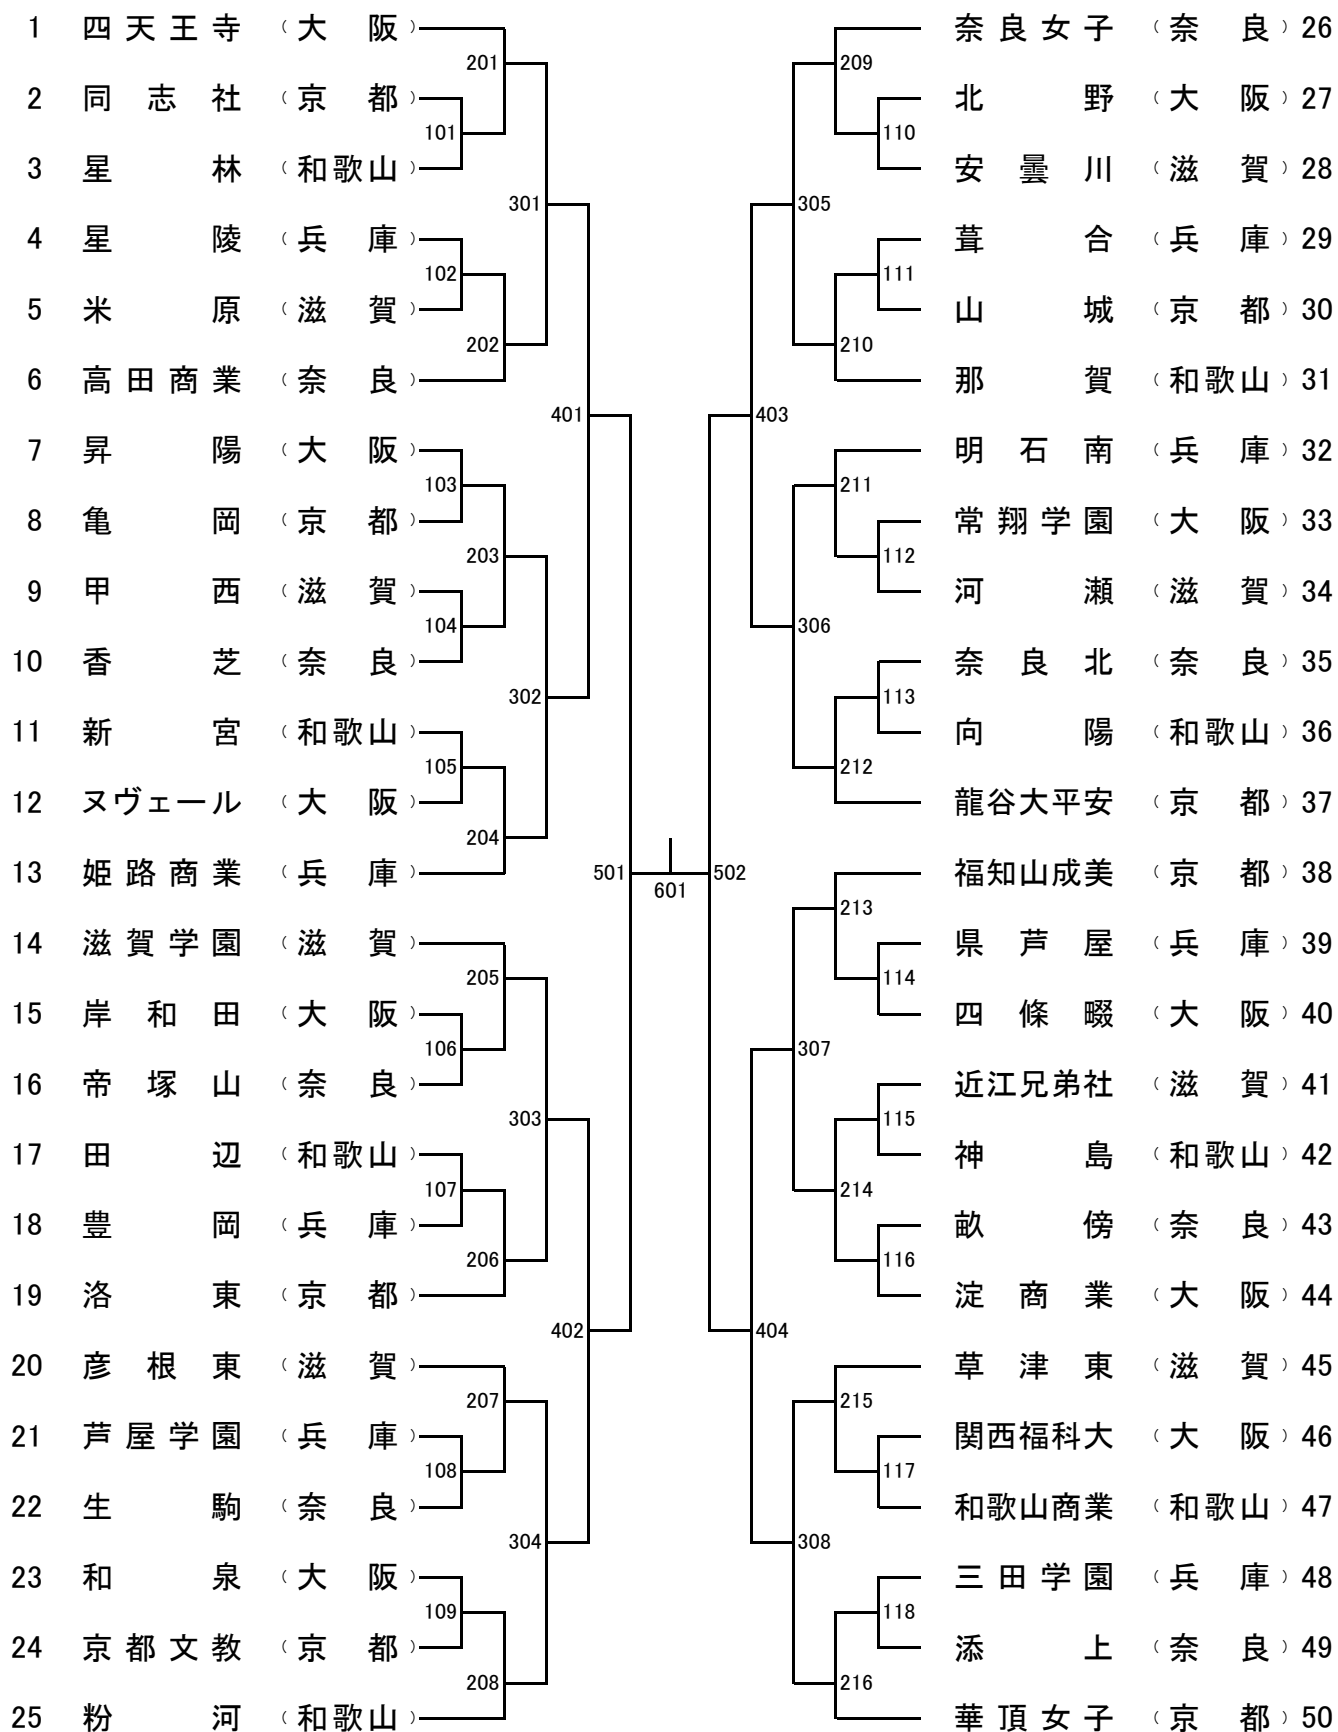 1 四天王寺 (大阪)
2 同志社 (京都)
3 星林 (和歌山)
4 星陵 (兵庫)
5 米原 (滋賀)
6 高田商業 (奈良)
7 昇陽 (大阪)
8 亀岡 (京都)
9 甲西 (滋賀)
10 香芝 (奈良)
11 新宮 (和歌山)
12 ヌヴェール (大阪)
13 姫路商業 (兵庫)
14 滋賀学園 (滋賀)
15 岸和田 (大阪)
16 帝塚山 (奈良)
17 田辺 (和歌山)
18 豊岡 (兵庫)
19 洛東 (京都)
20 彦根東 (滋賀)
21 芦屋学園 (兵庫)
22 生駒 (奈良)
23 和泉 (大阪)
24 京都文教 (京都)
25 粉河 (和歌山)
101
102
103
104
105
106
107
108
109
201
202
203
204
205
206
207
208
301
302
303
304
401
402
501
601
502
403
404
305
306
307
308
209
210
211
212
213
214
215
216
110
111
112
113
114
115
116
117
118
奈良女子 (奈良) 26
北野 (大阪) 27
安曇川 (滋賀) 28
葺合 (兵庫) 29
山城 (京都) 30
那賀 (和歌山) 31
明石南 (兵庫) 32
常翔学園 (大阪) 33
河瀬 (滋賀) 34
奈良北 (奈良) 35
向陽 (和歌山) 36
龍谷大平安 (京都) 37
福知山成美 (京都) 38
県芦屋 (兵庫) 39
四條畷 (大阪) 40
近江兄弟社 (滋賀) 41
神島 (和歌山) 42
畝傍 (奈良) 43
淀商業 (大阪) 44
草津東 (滋賀) 45
関西福科大 (大阪) 46
和歌山商業 (和歌山) 47
三田学園 (兵庫) 48
添上 (奈良) 49
華頂女子 (京都) 50